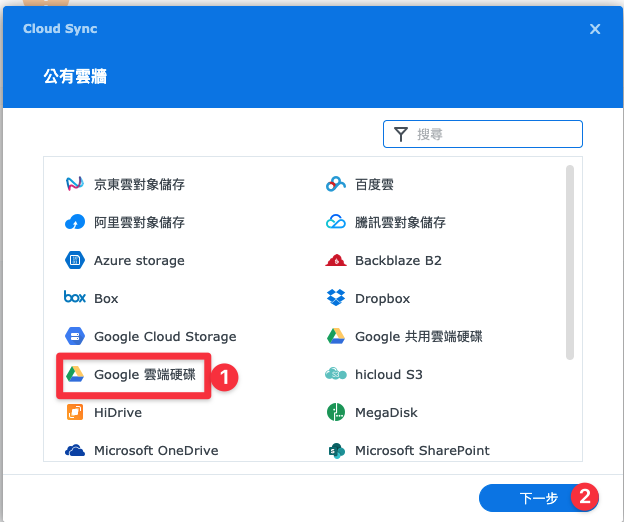 Cloud Sync
公有雲牆
搜尋
京東雲對象儲存
百度雲
阿里雲對象儲存
騰訊雲對象儲存
Azure storage
Backblaze B2
box Box
Dropbox
Google Cloud Storage
Google 共用雲端硬碟
Google 雲端硬碟 1
hicloud S3
HiDrive
MegaDisk
Microsoft OneDrive
Microsoft SharePoint
下一步 2